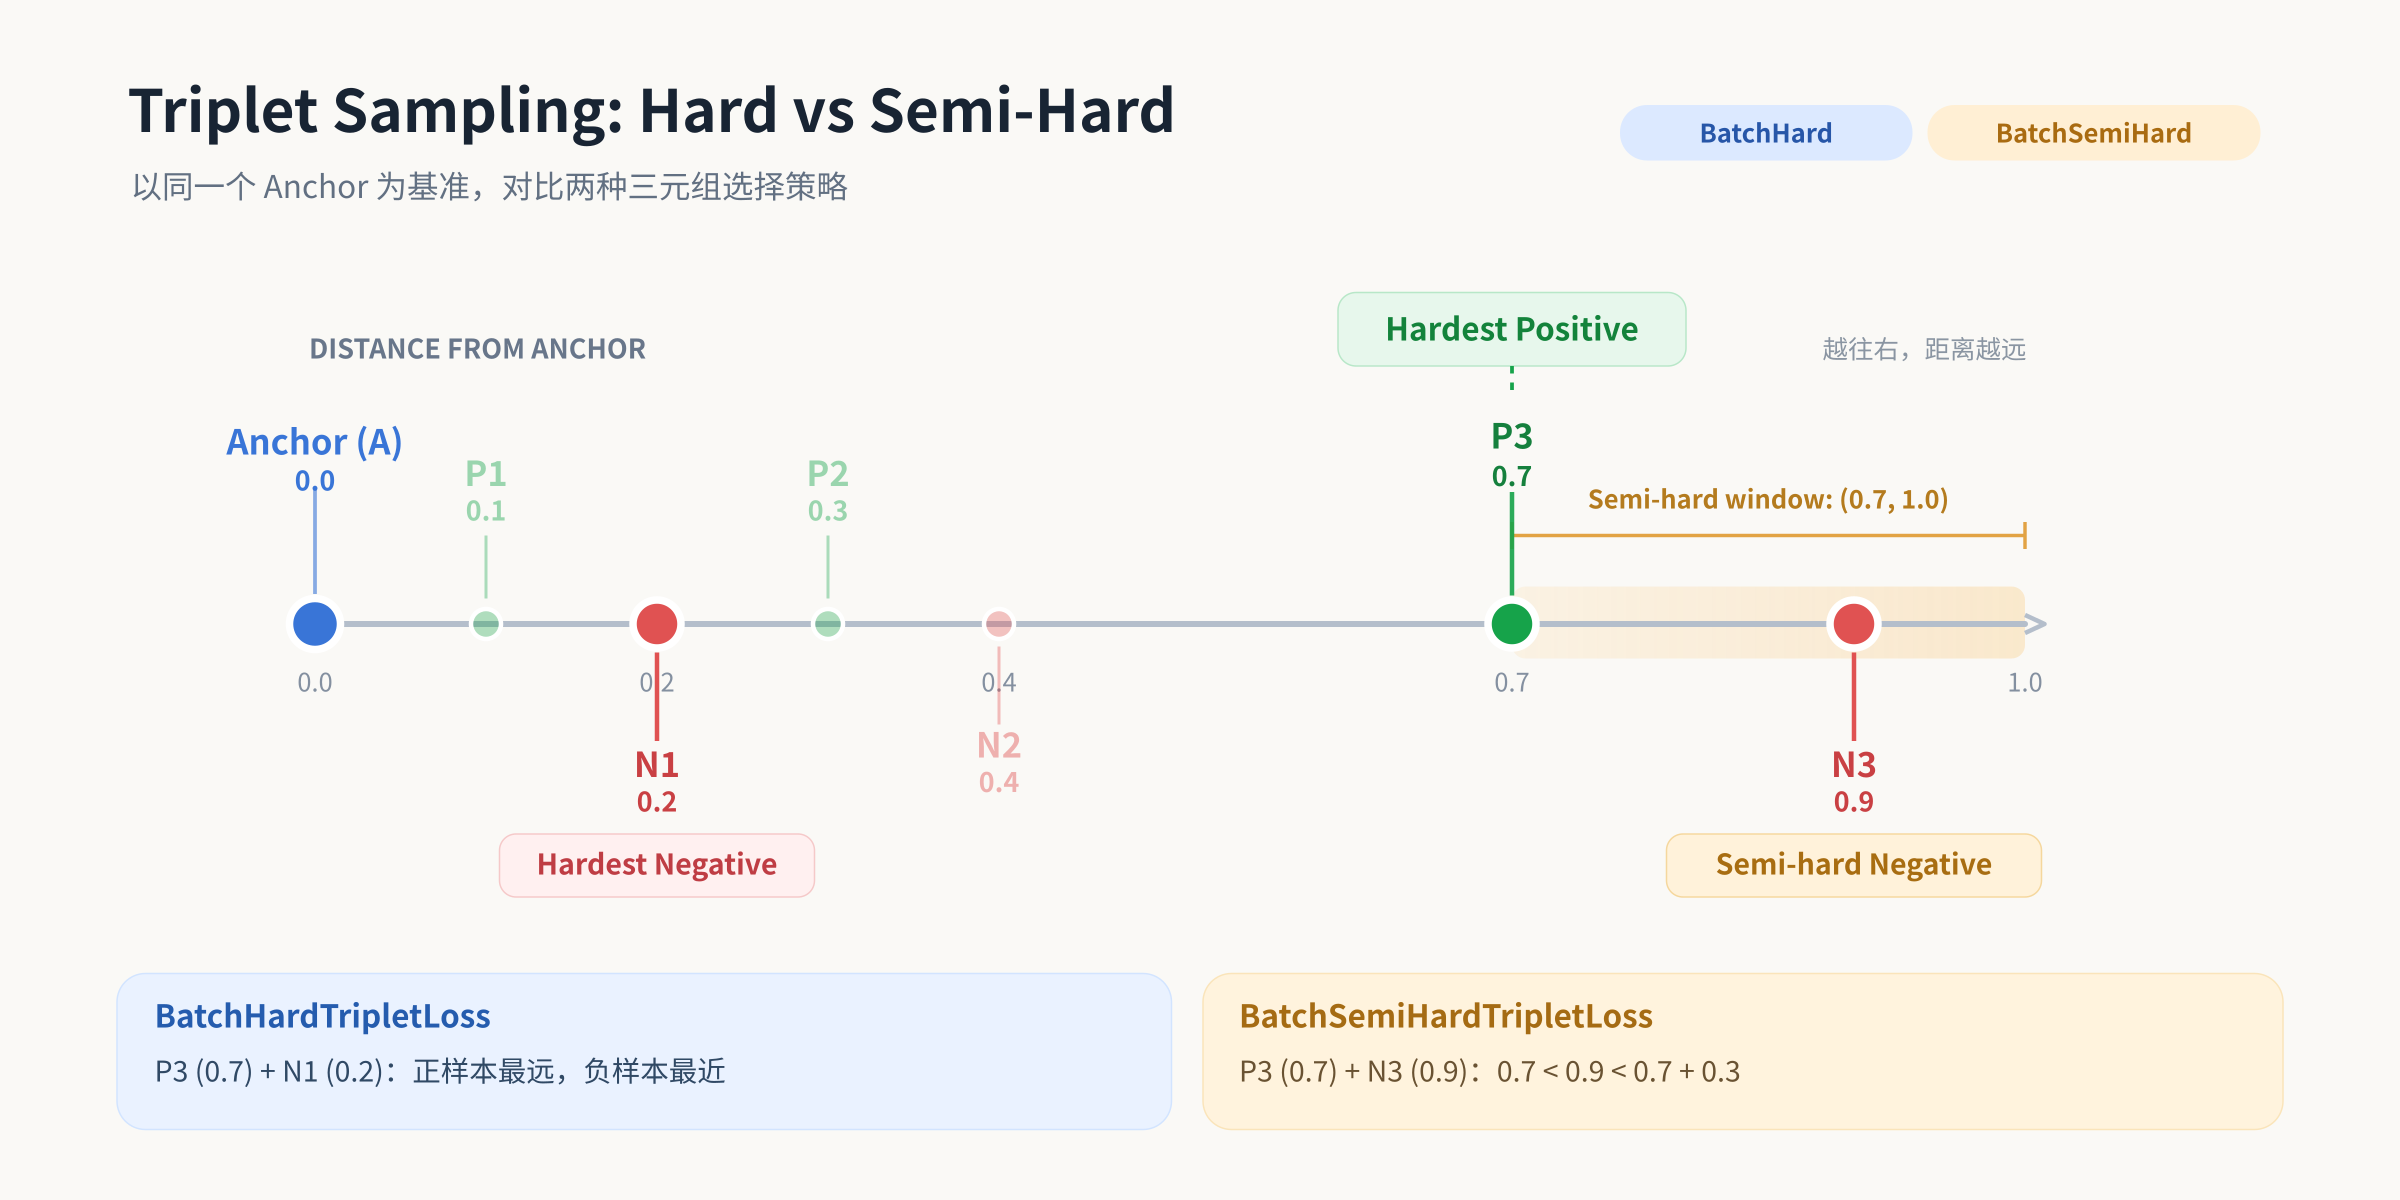 Triplet Sampling: Hard vs Semi-Hard
BatchHard
BatchSemiHard
以同一个 Anchor 为基准，对比两种三元组选择策略
Hardest Positive
DISTANCE FROM ANCHOR
越往右，距离越远
Anchor (A)
0.0
P1
0.1
P2
0.3
P3
0.7
Semi-hard window: (0.7, 1.0)
0.0
0.2
0.4
0.7
1.0
N1
0.2
N2
0.4
N3
0.9
Hardest Negative
Semi-hard Negative
BatchHardTripletLoss
P3 (0.7) + N1 (0.2)：正样本最远，负样本最近
BatchSemiHardTripletLoss
P3 (0.7) + N3 (0.9)：0.7 < 0.9 < 0.7 + 0.3